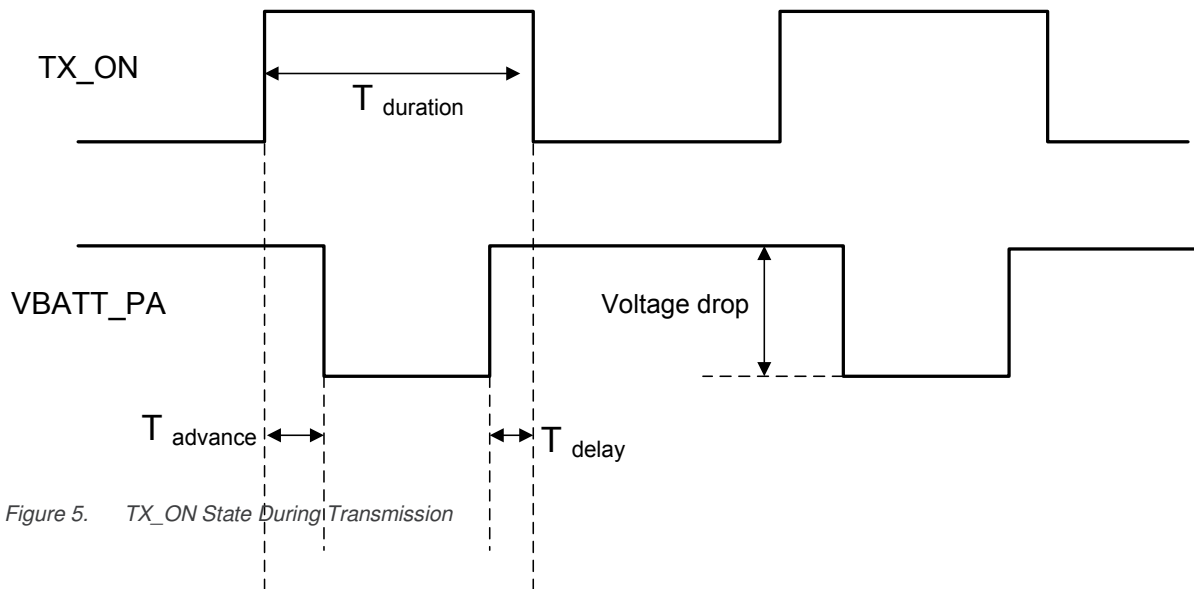 TX_ON
T duration
VBATT_PA
Voltage drop
T advance
T delay
Figure 5. TX_ON State During Transmission